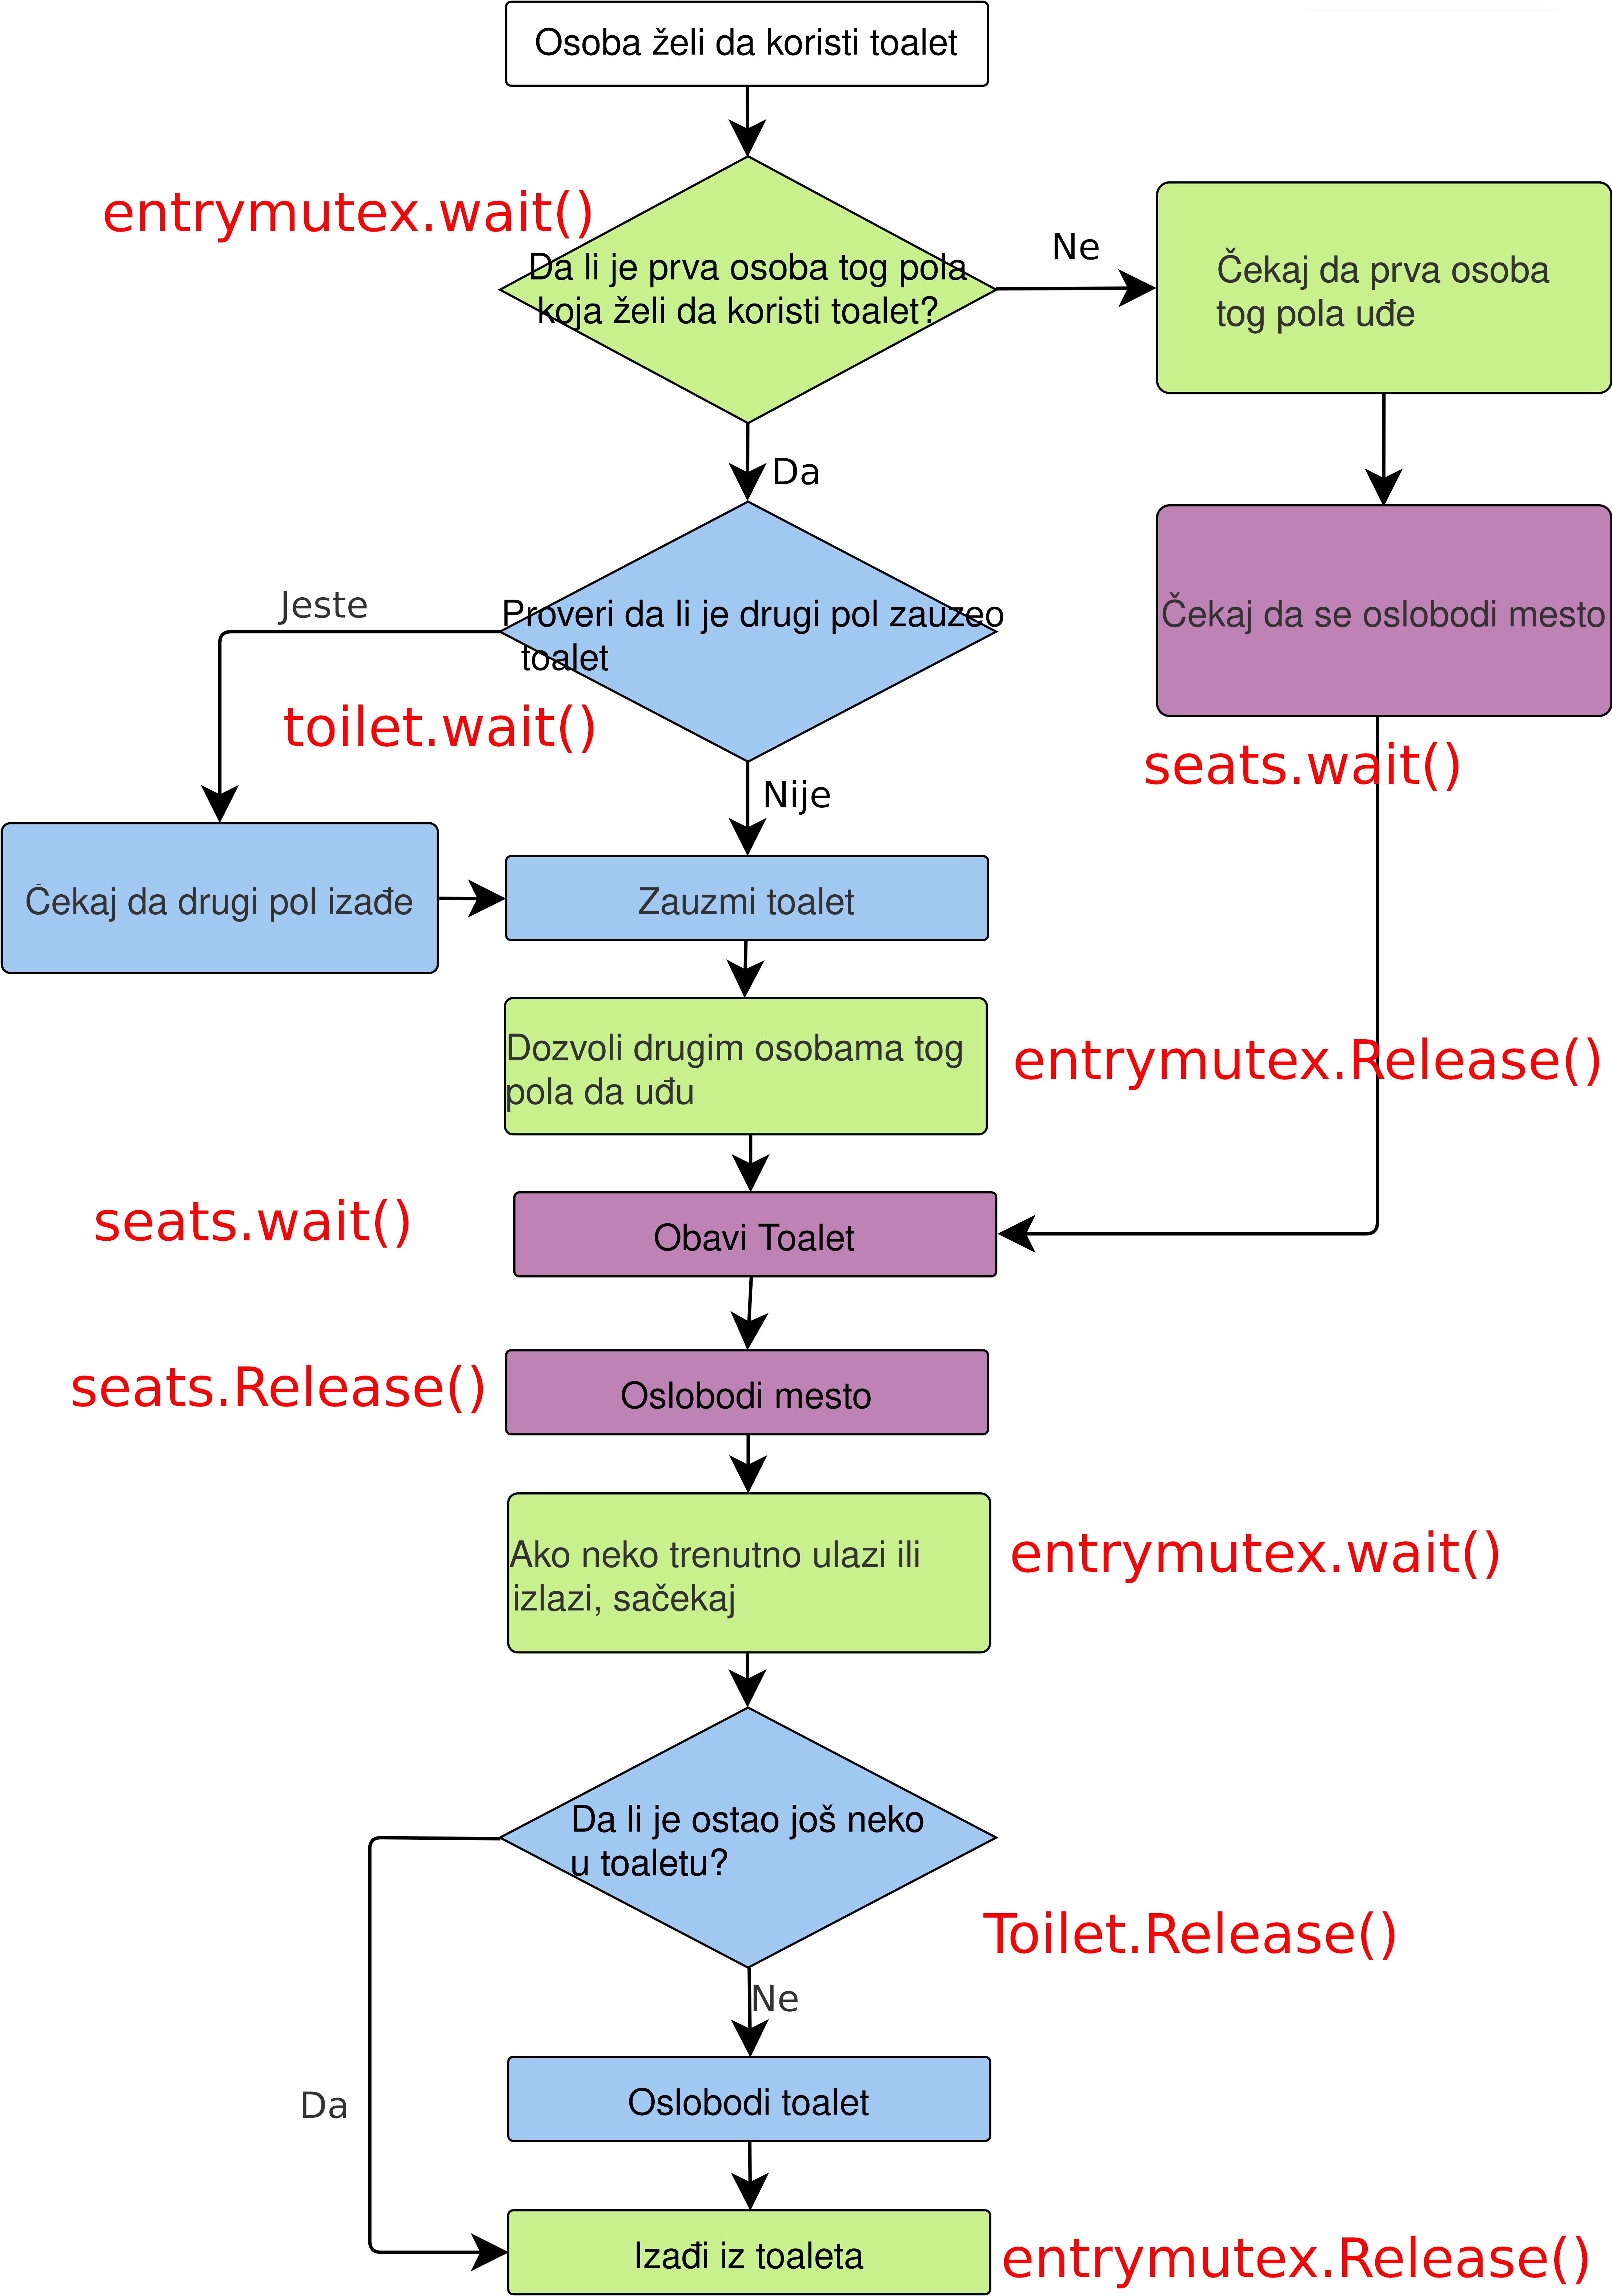 Osoba želi da koristi toalet
entrymutex.wait()
Da li je prva osoba tog pola
koja želi da koristi toalet?
Ne
Čekaj da prva osoba
tog pola uđe
Da
Jeste
Proveri da li je drugi pol zauzeo
toalet
Čekaj da se oslobodi mesto
toilet.wait()
seats.wait()
Nije
Čekaj da drugi pol izađe
Zauzmi toalet
Dozvoli drugim osobama tog
pola da uđu
entrymutex.Release()
seats.wait()
Obavi Toalet
seats.Release()
Oslobodi mesto
Ako neko trenutno ulazi ili
izlazi, sačekaj
entrymutex.wait()
Da li je ostao još neko
u toaletu?
Toilet.Release()
Ne
Da
Oslobodi toalet
Izađi iz toaleta
entrymutex.Release()